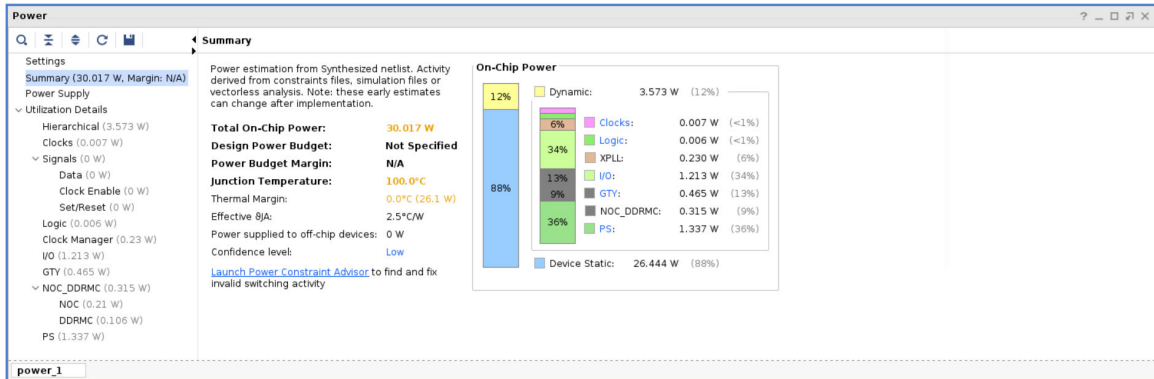 Power
Summary
Settings
Summary (30.017 W, Margin: N/A)
Power Supply
Utilization Details
Hierarchical (3.573 W)
Clocks (0.007 W)
Signals (0 W)
Data (0 W)
Clock Enable (0 W)
Set/Reset (0 W)
Logic (0.006 W)
Clock Manager (0.23 W)
I/O (1.213 W)
GTY (0.465 W)
NOC_DDRMC (0.315 W)
NOC (0.21 W)
DDRMC (0.106 W)
PS (1.337 W)
Power estimation from Synthesized netlist. Activity
derived from constraints files, simulation files or
vectorless analysis. Note: these early estimates
can change after implementation.
Total On-Chip Power: 30.017 W
Design Power Budget: Not Specified
Power Budget Margin: N/A
Junction Temperature: 100.0°C
Thermal Margin: 0.0°C (26.1 W)
Effective ϑJA: 2.5°C/W
Power supplied to off-chip devices: 0 W
Confidence level: Low
Launch Power Constraint Advisor to find and fix
invalid switching activity
On-Chip Power
12%
88%
Dynamic: 3.573 W (12%)
6%
34%
13%
9%
36%
Clocks: 0.007 W (<1%)
Logic: 0.006 W (<1%)
XPLL: 0.230 W (6%)
I/O: 1.213 W (34%)
GTY: 0.465 W (13%)
NOC_DDRMC: 0.315 W (9%)
PS: 1.337 W (36%)
Device Static: 26.444 W (88%)
power_1